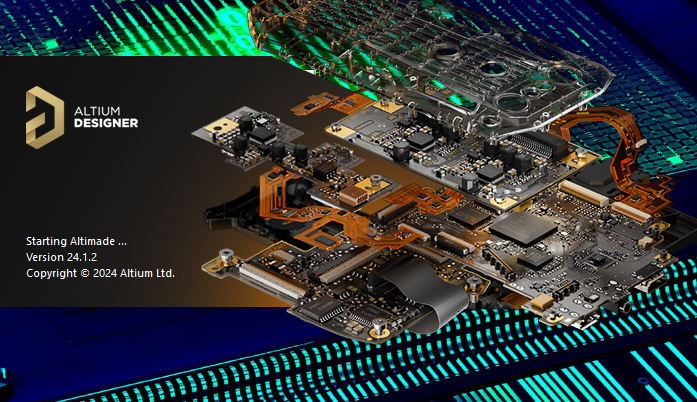 ALTIUM
DESIGNER
Starting Altimade ...
Version 24.1.2
Copyright © 2024 Altium Ltd.